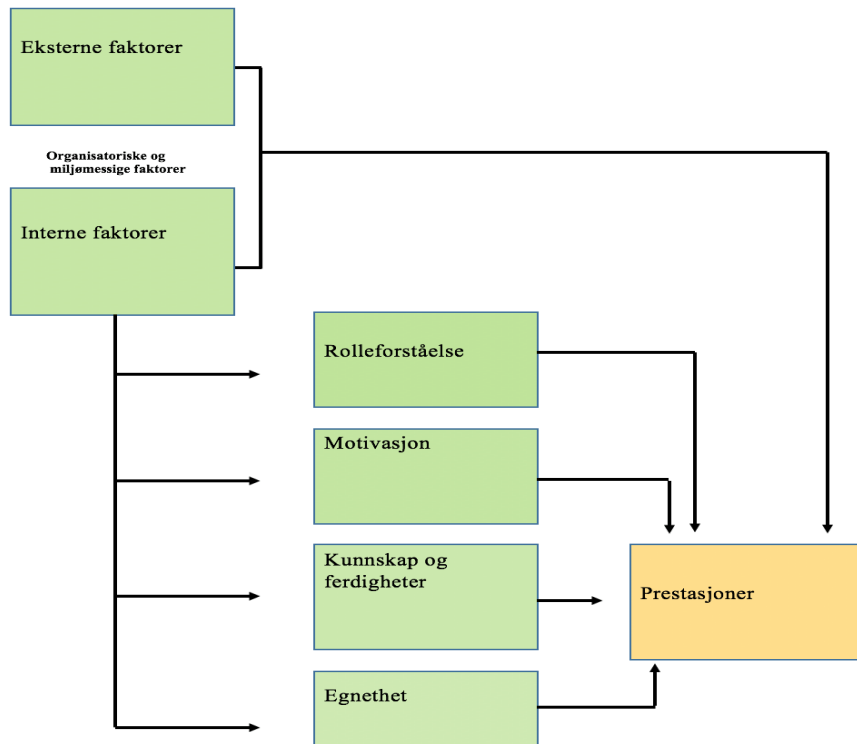 Eksterne faktorer
Organisatoriske og
miljømessige faktorer
Interne faktorer
Rolleforståelse
Motivasjon
Kunnskap og
ferdigheter
Prestasjoner
Egnethet